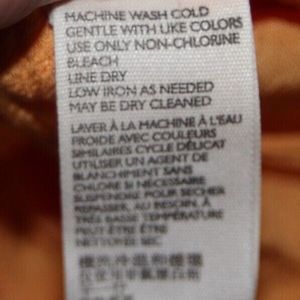 MACHINE WASH COLD
GENTLE WITH LIKE COLORS
USE ONLY NON-CHLORINE
BLEACH
LINE DRY
LOW IRON AS NEEDED
MAY BE DRY CLEANED
LAVER À LA MACHINE À L'EAU
FROIDE AVEC COULEURS
SIMILAIRES CYCLE DÉLICAT
UTILISER UN AGENT DE
BLANCHIMENT SANS
CHLORE SI NÉCESSAIRE
SUSPENDRE POUR SÉCHER
REPASSER, AU BESOIN, À
TRÈS BASSE TEMPÉRATURE
PEUT ÊTRE ÊTRE
NETTOYÉE SEC